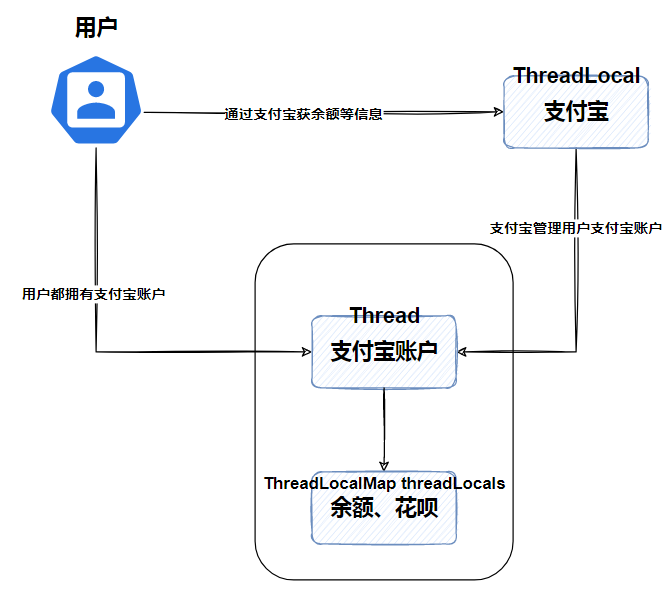 用户
ThreadLocal
支付宝
通过支付宝获余额等信息
支付宝管理用户支付宝账户
用户都拥有支付宝账户
Thread
支付宝账户
ThreadLocalMap threadLocals
余额、花呗